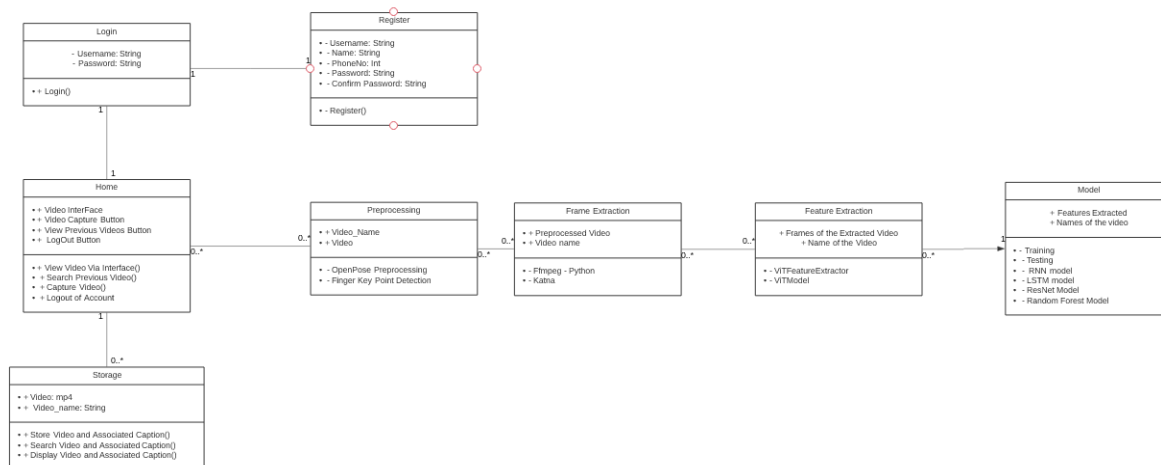 Login
- Username: String
- Password: String
• + Login()
1
1
1
1
Register
• - Username: String
• - Name: String
• - PhoneNo: Int
• - Password: String
• - Confirm Password: String
• - Register()
Home
• + Video InterFace
• + Video Capture Button
• + View Previous Videos Button
• + LogOut Button
• + View Video Via Interface()
• + Search Previous Video()
• + Capture Video()
• + Logout of Account
0..*
0..*
1
0..*
Preprocessing
• + Video_Name
• + Video
• - OpenPose Preprocessing
• - Finger Key Point Detection
0..*
0..*
Frame Extraction
• + Preprocessed Video
• + Video name
• - Ffmpeg - Python
• - Katna
0..*
0..*
Feature Extraction
+ Frames of the Extracted Video
+ Name of the Video
• - ViTFeatureExtractor
• - ViTModel
0..*
1
Model
+ Features Extracted
+ Names of the video
• - Training
• - Testing
• - RNN model
• - LSTM model
• - ResNet Model
• - Random Forest Model
Storage
• + Video: mp4
• + Video_name: String
• + Store Video and Associated Caption()
• + Search Video and Associated Caption()
• + Display Video and Associated Caption()